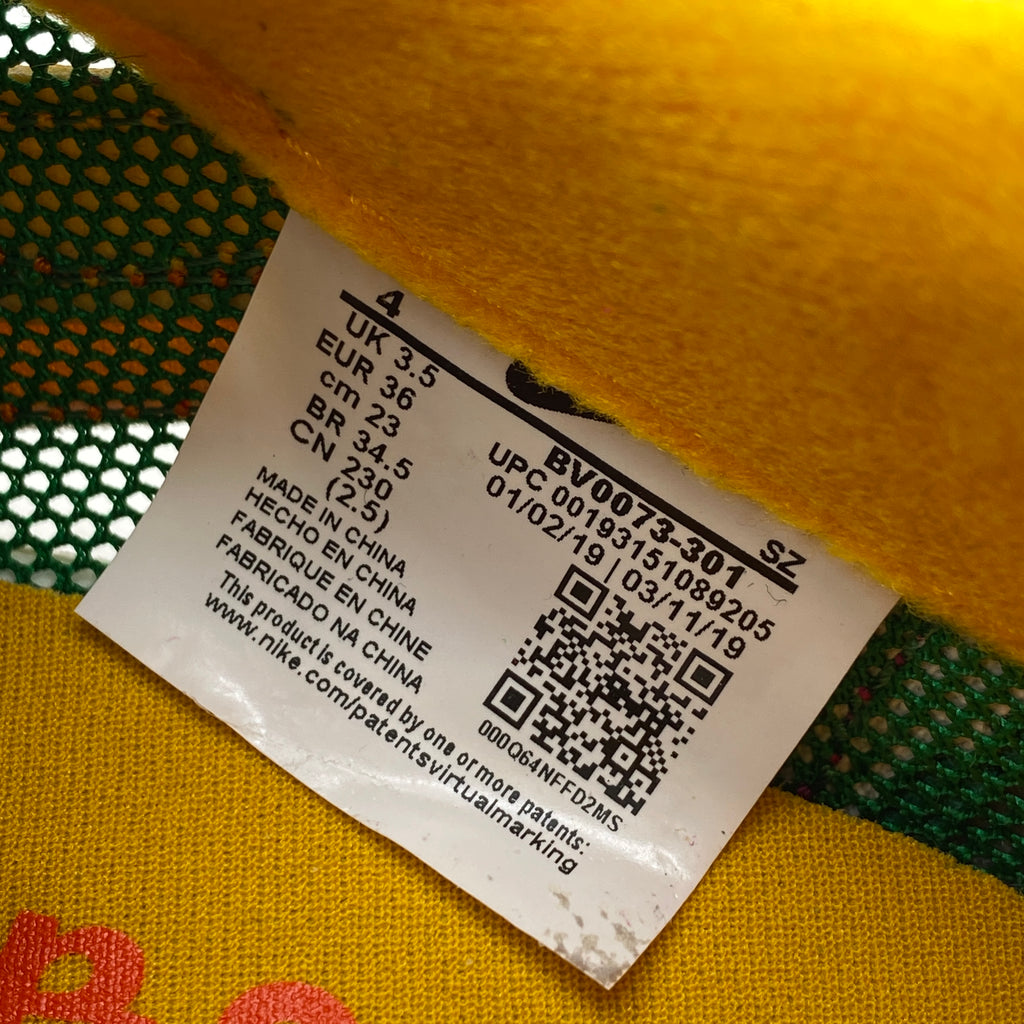 4
UK 3.5
EUR 36
cm 23
BR 34.5
CN 230
(2.5)
MADE IN CHINA
HECHO EN CHINA
FABRIQUE EN CHINE
FABRICADO NA CHINA
This product is covered by one or more patents:
www.nike.com/patentsvirtualmarking
SZ
BV0073-301
UPC 00193151089205
01/02/19 | 03/11/19
000Q64NFFD2MS